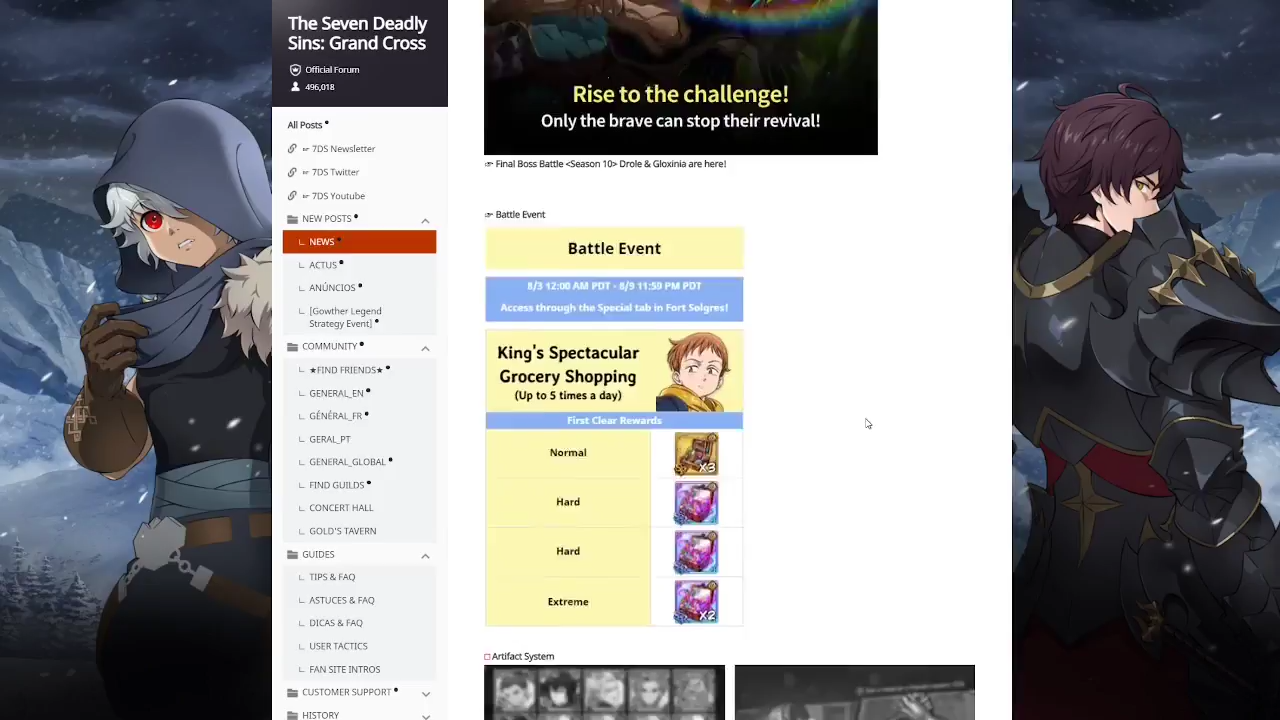 The Seven Deadly
Sins: Grand Cross
Official Forum
496,018
All Posts
☞ 7DS Newsletter
☞ 7DS Twitter
☞ 7DS Youtube
NEW POSTS
NEWS
ACTUS
ANÚNCIOS
[Gowther Legend
Strategy Event]
COMMUNITY
★FIND FRIENDS★
GENERAL_EN
GÉNÉRAL_FR
GERAL_PT
GENERAL_GLOBAL
FIND GUILDS
CONCERT HALL
GOLD'S TAVERN
GUIDES
TIPS & FAQ
ASTUCES & FAQ
DICAS & FAQ
USER TACTICS
FAN SITE INTROS
CUSTOMER SUPPORT
HISTORY
Rise to the challenge!
Only the brave can stop their revival!
☞ Final Boss Battle <Season 10> Drole & Gloxinia are here!
☞ Battle Event
Battle Event
8/3 12:00 AM PDT - 8/9 11:59 PM PDT
Access through the Special tab in Fort Solgres!
King's Spectacular
Grocery Shopping
(Up to 5 times a day)
First Clear Rewards
Normal
X3
Hard
Hard
Extreme
X2
□ Artifact System